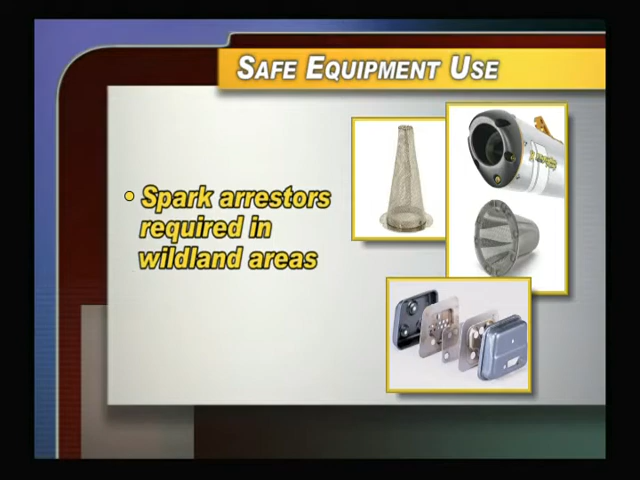 SAFE EQUIPMENT USE
• Spark arrestors
required in
wildland areas